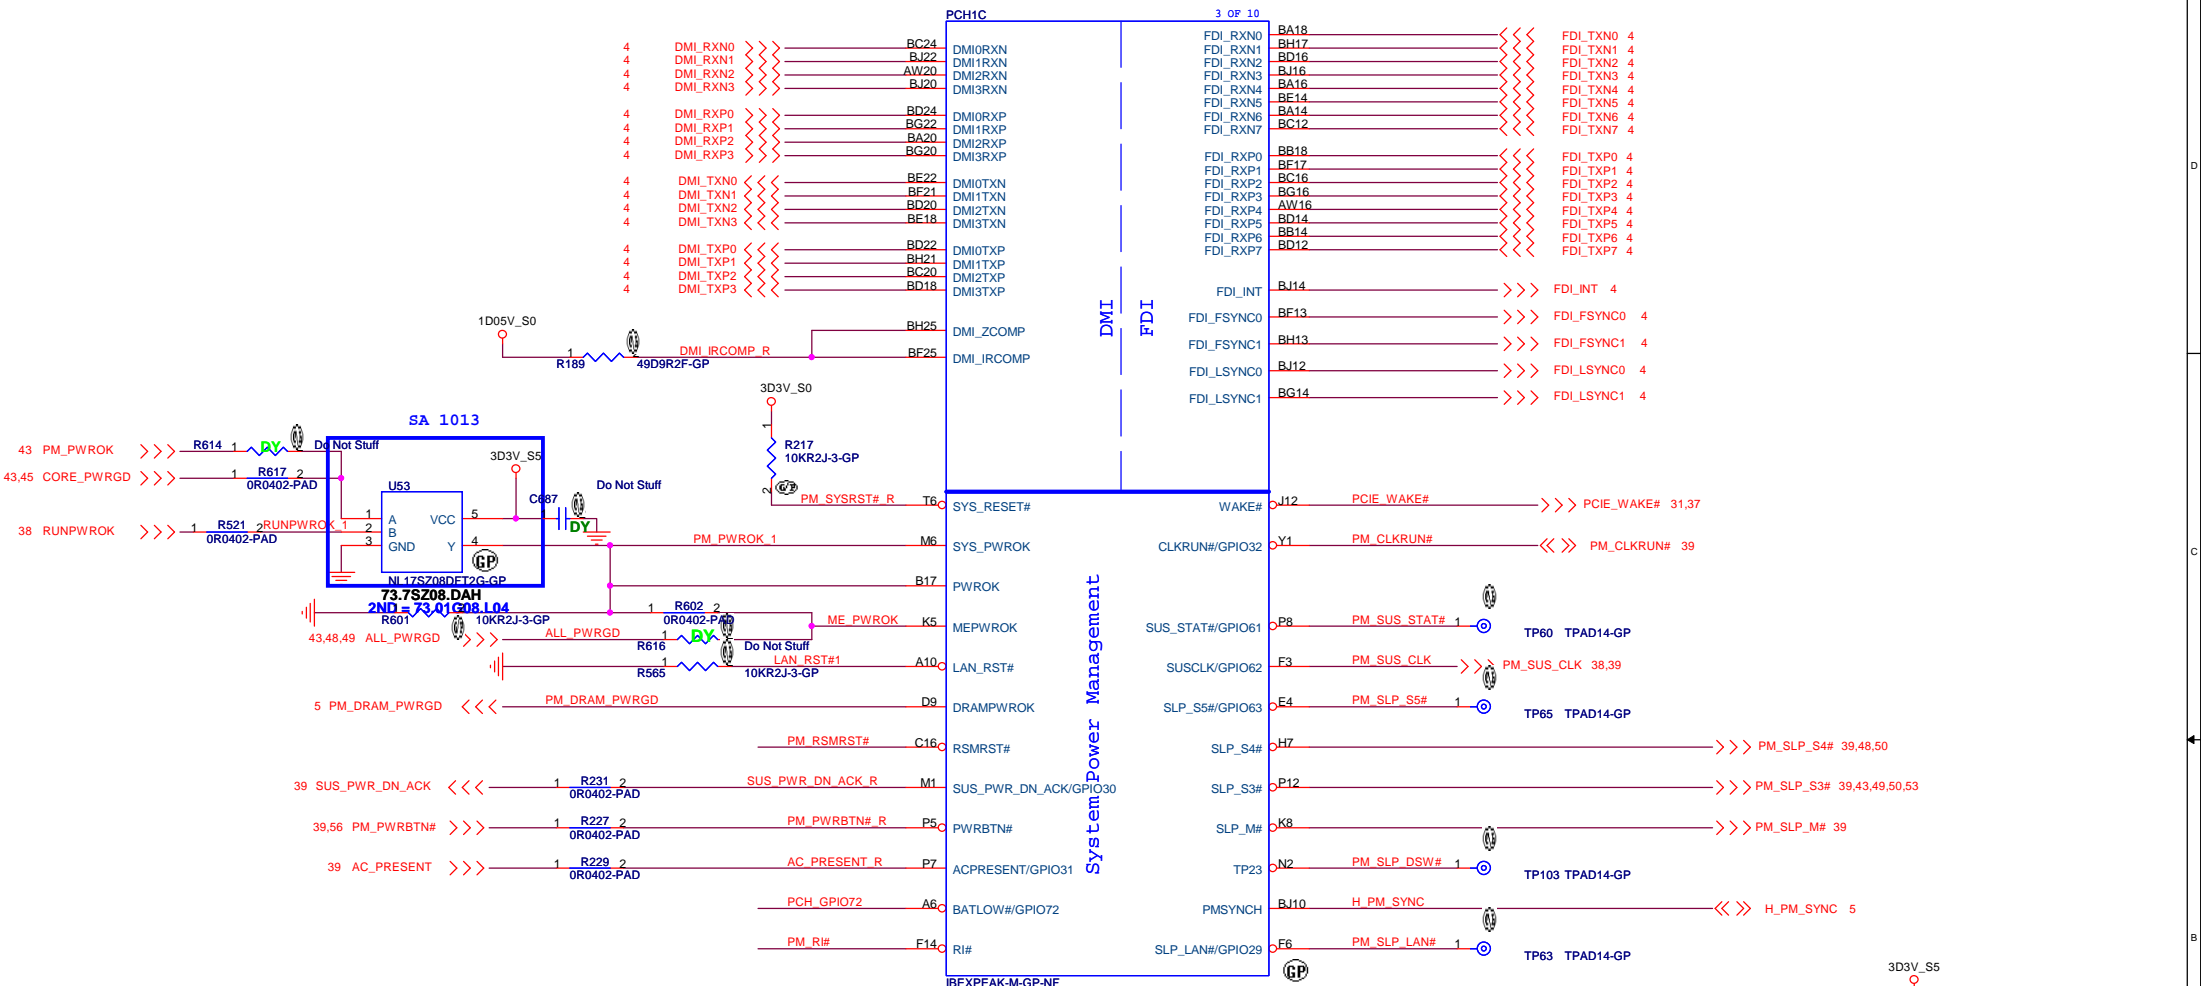 PCH1C 3 OF 10
4 DMI_RXN0 BC24 DMI0RXN
4 DMI_RXN1 BJ22 DMI1RXN
4 DMI_RXN2 AW20 DMI2RXN
4 DMI_RXN3 BJ20 DMI3RXN
4 DMI_RXP0 BD24 DMI0RXP
4 DMI_RXP1 BG22 DMI1RXP
4 DMI_RXP2 BA20 DMI2RXP
4 DMI_RXP3 BG20 DMI3RXP
4 DMI_TXN0 BE22 DMI0TXN
4 DMI_TXN1 BF21 DMI1TXN
4 DMI_TXN2 BD20 DMI2TXN
4 DMI_TXN3 BE18 DMI3TXN
4 DMI_TXP0 BD22 DMI0TXP
4 DMI_TXP1 BH21 DMI1TXP
4 DMI_TXP2 BC20 DMI2TXP
4 DMI_TXP3 BD18 DMI3TXP
FDI_RXN0 BA18 FDI_TXN0 4
FDI_RXN1 BH17 FDI_TXN1 4
FDI_RXN2 BD16 FDI_TXN2 4
FDI_RXN3 BJ16 FDI_TXN3 4
FDI_RXN4 BA16 FDI_TXN4 4
FDI_RXN5 BE14 FDI_TXN5 4
FDI_RXN6 BA14 FDI_TXN6 4
FDI_RXN7 BC12 FDI_TXN7 4
FDI_RXP0 BB18 FDI_TXP0 4
FDI_RXP1 BF17 FDI_TXP1 4
FDI_RXP2 BC16 FDI_TXP2 4
FDI_RXP3 BG16 FDI_TXP3 4
FDI_RXP4 AW16 FDI_TXP4 4
FDI_RXP5 BD14 FDI_TXP5 4
FDI_RXP6 BB14 FDI_TXP6 4
FDI_RXP7 BD12 FDI_TXP7 4
FDI_INT BJ14 FDI_INT 4
FDI_FSYNC0 BF13 FDI_FSYNC0 4
FDI_FSYNC1 BH13 FDI_FSYNC1 4
FDI_LSYNC0 BJ12 FDI_LSYNC0 4
FDI_LSYNC1 BG14 FDI_LSYNC1 4
DMI
FDI
D
1D05V_S0
BH25 DMI_ZCOMP
1 DMI_IRCOMP_R BF25 DMI_IRCOMP
R189 49D9R2F-GP
3D3V_S0
1
R217
10KR2J-3-GP
2
SA 1013
43 PM_PWROK R614 1 DY Do Not Stuff
43,45 CORE_PWRGD 1 R617 2
0R0402-PAD
3D3V_S5
U53
C687 Do Not Stuff
DY
38 RUNPWROK 1 R521 2 RUNPWROK_1
0R0402-PAD
1 A VCC 5
2 B
3 GND Y 4
GP
NL17SZ08DFT2G-GP
73.7SZ08.DAH
2ND = 73.01G08.L04
R601 10KR2J-3-GP
PM_SYSRST#_R T6 SYS_RESET#
PM_PWROK_1 M6 SYS_PWROK
B17 PWROK
1 R602 2
0R0402-PAD
ME_PWROK K5 MEPWROK
43,48,49 ALL_PWRGD ALL_PWRGD 1 DY
R616 Do Not Stuff
1 LAN_RST#1 A10 LAN_RST#
R565 10KR2J-3-GP
5 PM_DRAM_PWRGD PM_DRAM_PWRGD D9 DRAMPWROK
PM_RSMRST# C16 RSMRST#
39 SUS_PWR_DN_ACK 1 R231 2 SUS_PWR_DN_ACK_R M1 SUS_PWR_DN_ACK/GPIO30
0R0402-PAD
39,56 PM_PWRBTN# 1 R227 2 PM_PWRBTN#_R P5 PWRBTN#
0R0402-PAD
39 AC_PRESENT 1 R229 2 AC_PRESENT_R P7 ACPRESENT/GPIO31
0R0402-PAD
PCH_GPIO72 A6 BATLOW#/GPIO72
PM_RI# F14 RI#
System Power Management
WAKE# J12 PCIE_WAKE# PCIE_WAKE# 31,37
CLKRUN#/GPIO32 Y1 PM_CLKRUN# PM_CLKRUN# 39
C
SUS_STAT#/GPIO61 P8 PM_SUS_STAT# 1 TP60 TPAD14-GP
SUSCLK/GPIO62 F3 PM_SUS_CLK PM_SUS_CLK 38,39
SLP_S5#/GPIO63 E4 PM_SLP_S5# 1 TP65 TPAD14-GP
SLP_S4# H7 PM_SLP_S4# 39,48,50
SLP_S3# P12 PM_SLP_S3# 39,43,49,50,53
SLP_M# K8 PM_SLP_M# 39
TP23 N2 PM_SLP_DSW# 1 TP103 TPAD14-GP
PMSYNCH BJ10 H_PM_SYNC H_PM_SYNC 5
SLP_LAN#/GPIO29 F6 PM_SLP_LAN# 1 TP63 TPAD14-GP
B
GP
IBEXPEAK-M-GP-NF
3D3V_S5